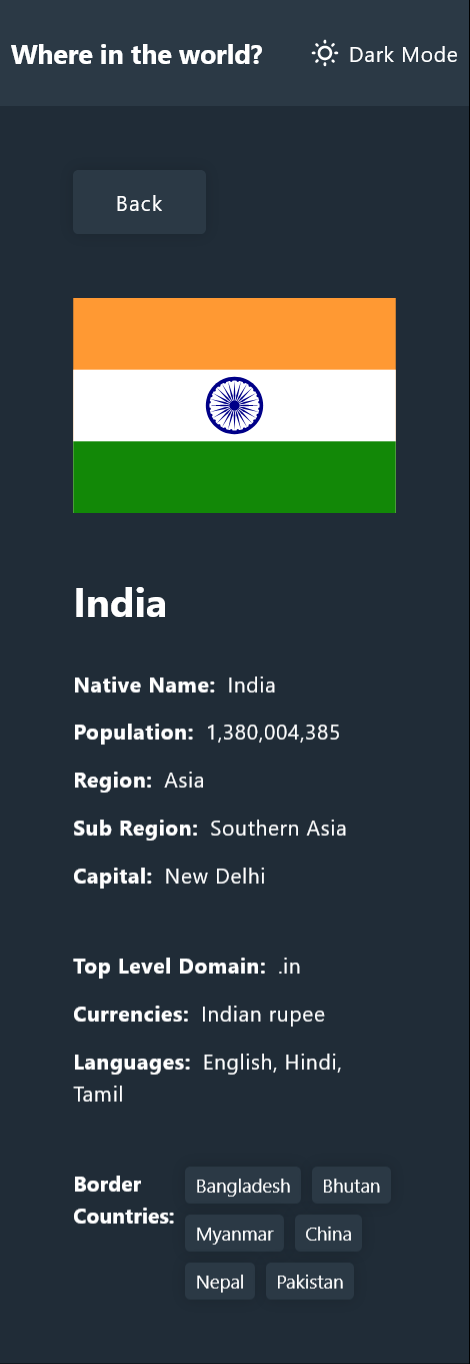 Where in the world? Dark Mode
Back
India
Native Name: India
Population: 1,380,004,385
Region: Asia
Sub Region: Southern Asia
Capital: New Delhi
Top Level Domain: .in
Currencies: Indian rupee
Languages: English, Hindi,
Tamil
Border
Countries:
Bangladesh Bhutan
Myanmar China
Nepal Pakistan